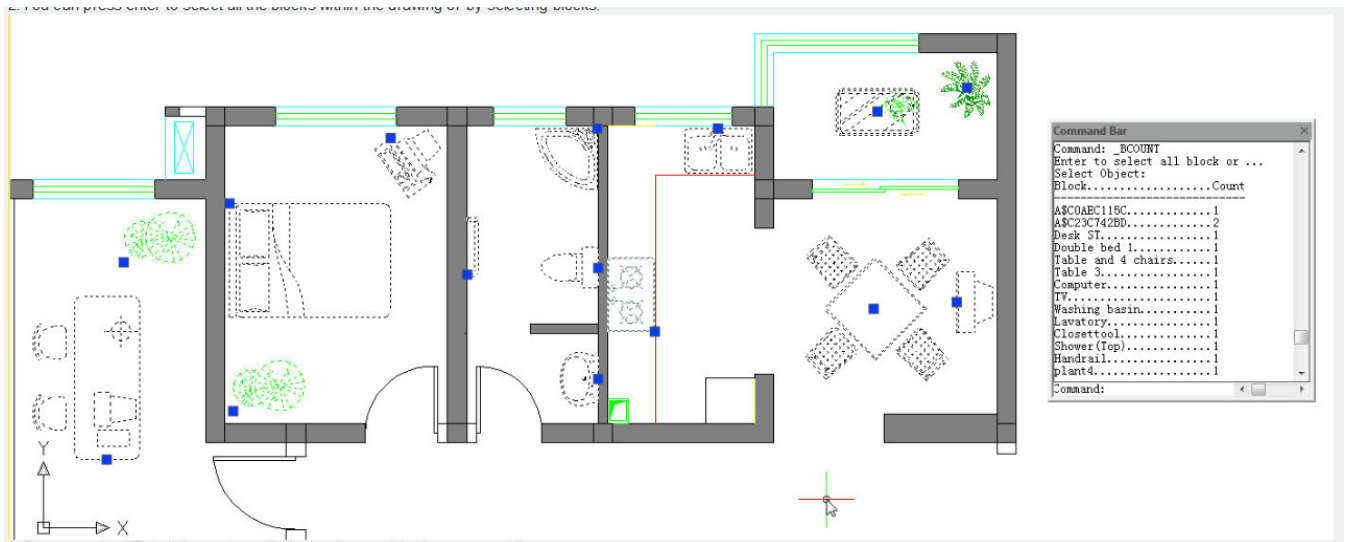 2. You can press enter to select all the blocks within the drawing or by selecting blocks.
Command Bar
Command: _BCOUNT
Enter to select all block or ...
Select Object:
Block..................Count
----------------------------
A$C0AEC115C.............1
A$C23C742BD.............2
Desk ST.................1
Double bed 1............1
Table and 4 chairs......1
Table 3.................1
Computer................1
TV......................1
Washing basin...........1
Lavatory................1
Closettool..............1
Shower(Top).............1
Handrail................1
plant4..................1
Command:
Y
X